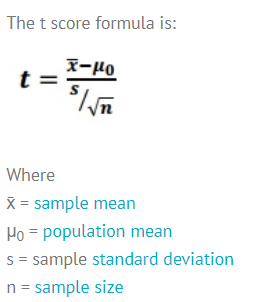 The t score formula is:
t = x̄−μ0 / s/√n
Where
x̄ = sample mean
μ0 = population mean
s = sample standard deviation
n = sample size